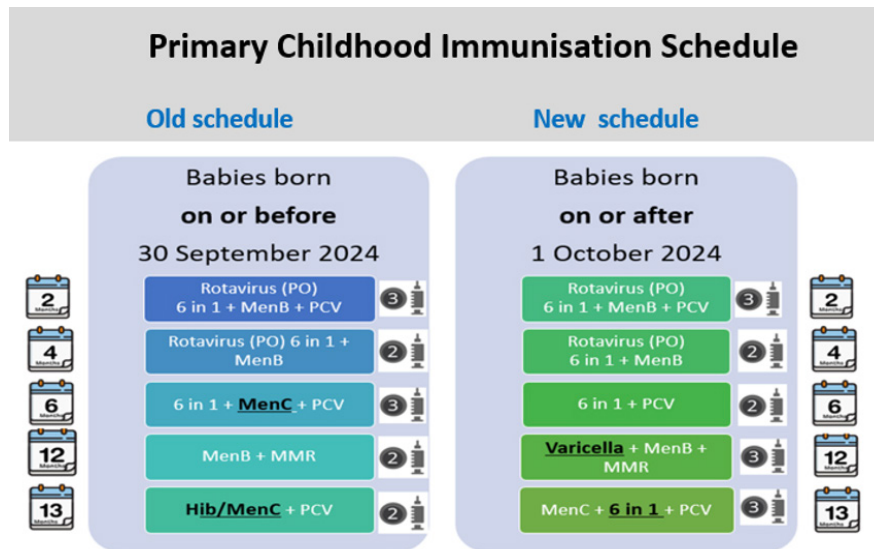 Primary Childhood Immunisation Schedule
Old schedule
New schedule
Babies born
on or before
30 September 2024
2
Months
Rotavirus (PO)
6 in 1 + MenB + PCV
3
4
Months
Rotavirus (PO) 6 in 1 +
MenB
2
6
Months
6 in 1 + MenC + PCV
3
12
Months
MenB + MMR
2
13
Months
Hib/MenC + PCV
2
Babies born
on or after
1 October 2024
Rotavirus (PO)
6 in 1 + MenB + PCV
3
2
Months
Rotavirus (PO)
6 in 1 + MenB
2
4
Months
6 in 1 + PCV
2
6
Months
Varicella + MenB +
MMR
3
12
Months
MenC + 6 in 1 + PCV
3
13
Months